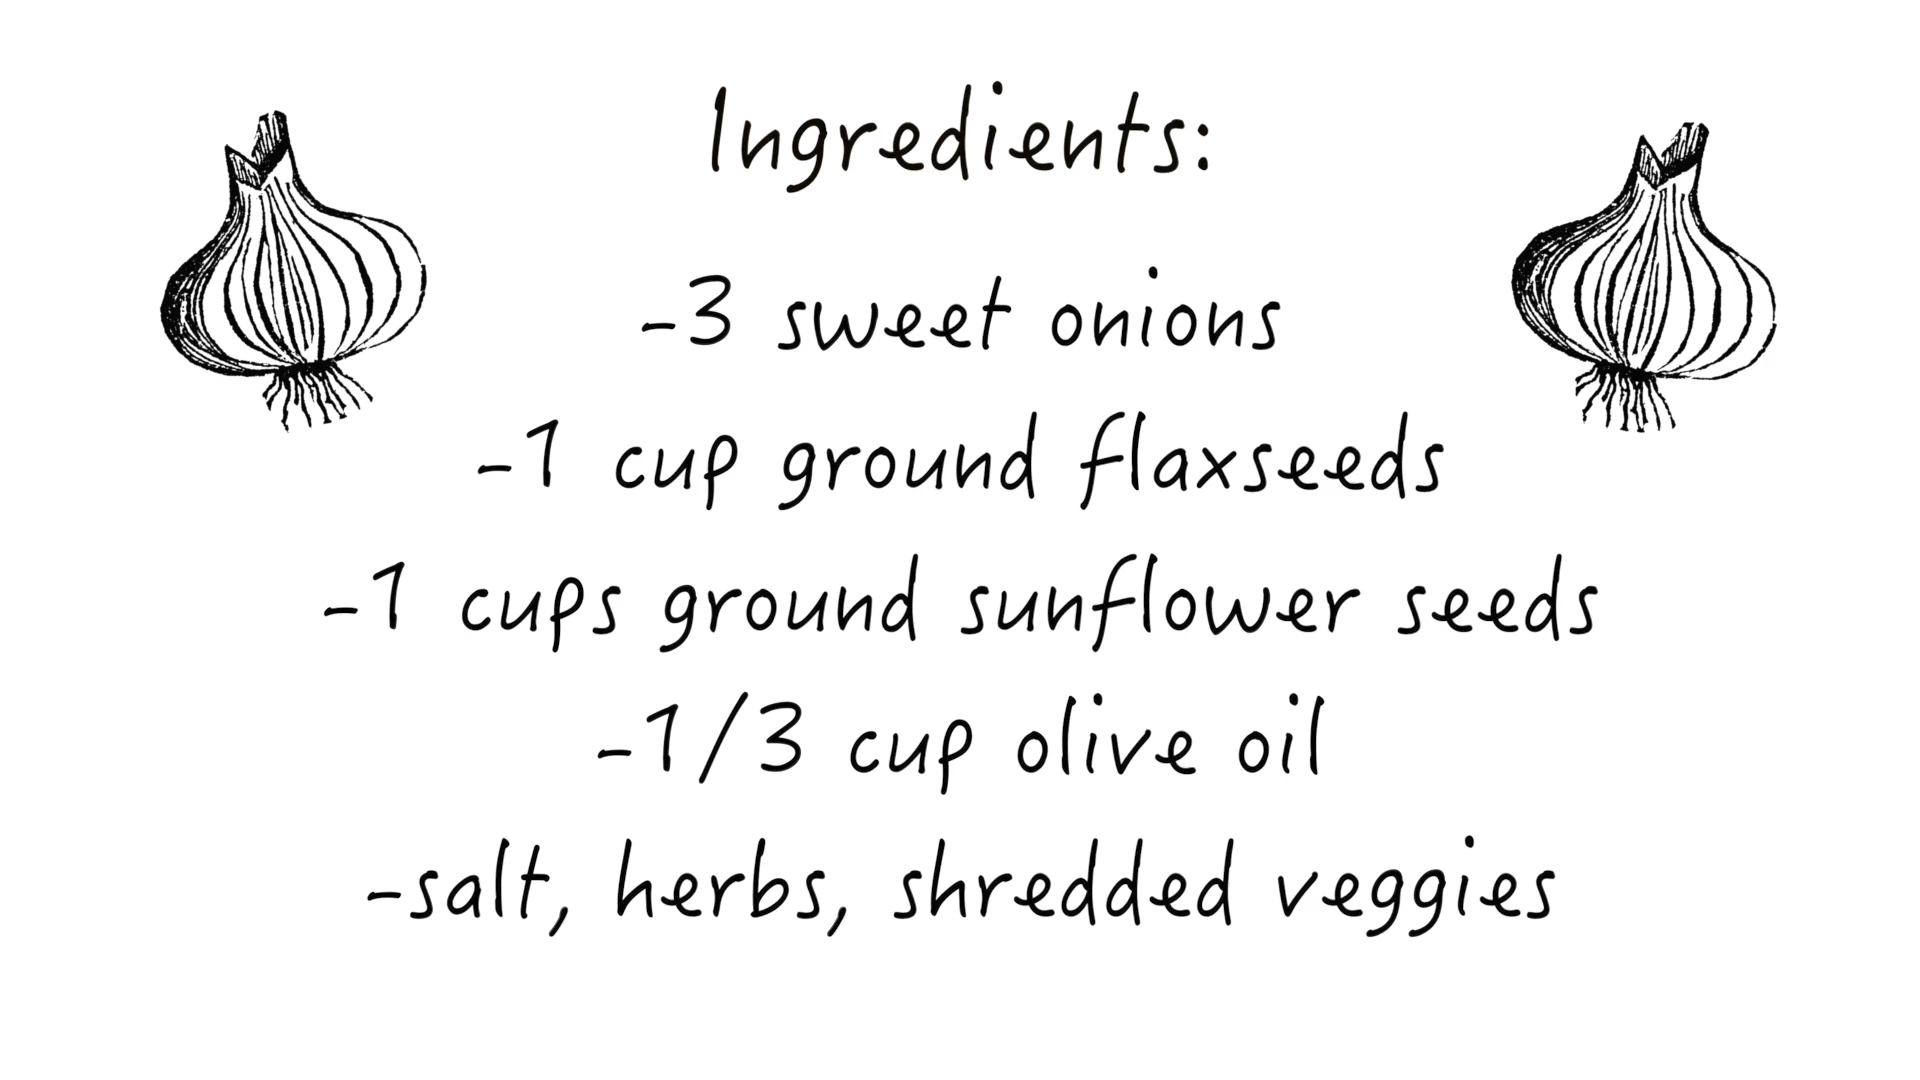 Ingredients:
-3 sweet onions
-1 cup ground flaxseeds
-1 cups ground sunflower seeds
-1/3 cup olive oil
-salt, herbs, shredded veggies